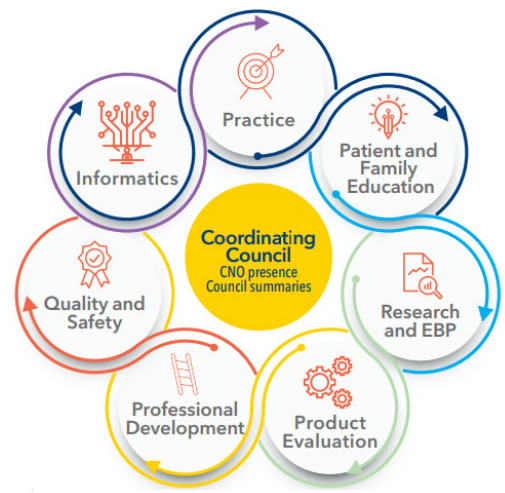 Practice
Patient and
Family
Education
Informatics
Coordinating
Council
CNO presence
Council summaries
Quality and
Safety
Research
and EBP
Professional
Development
Product
Evaluation